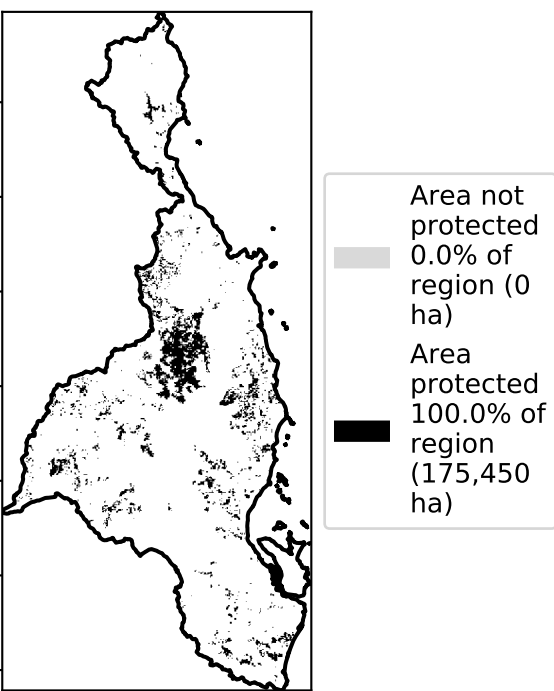 Area not
protected
0.0% of
region (0
ha)
Area
protected
100.0% of
region
(175,450
ha)